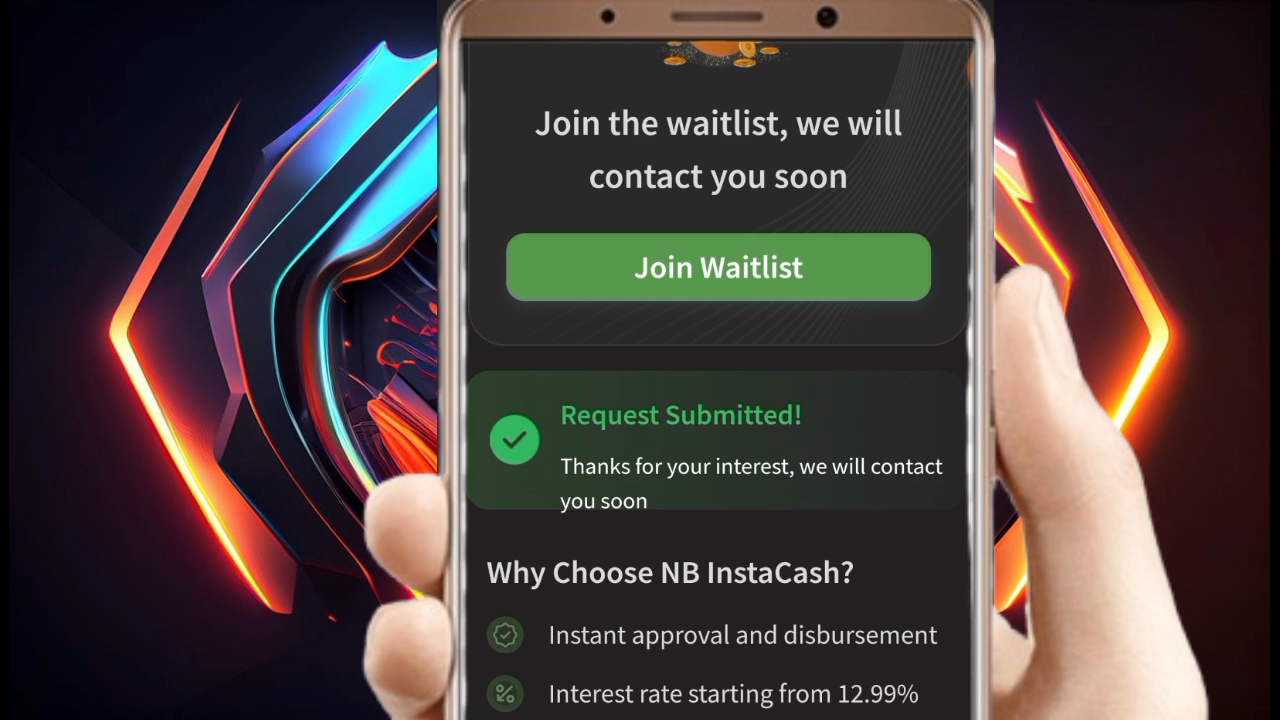 Join the waitlist, we will
contact you soon
Join Waitlist
Request Submitted!
Thanks for your interest, we will contact
you soon
Why Choose NB InstaCash?
Instant approval and disbursement
Interest rate starting from 12.99%